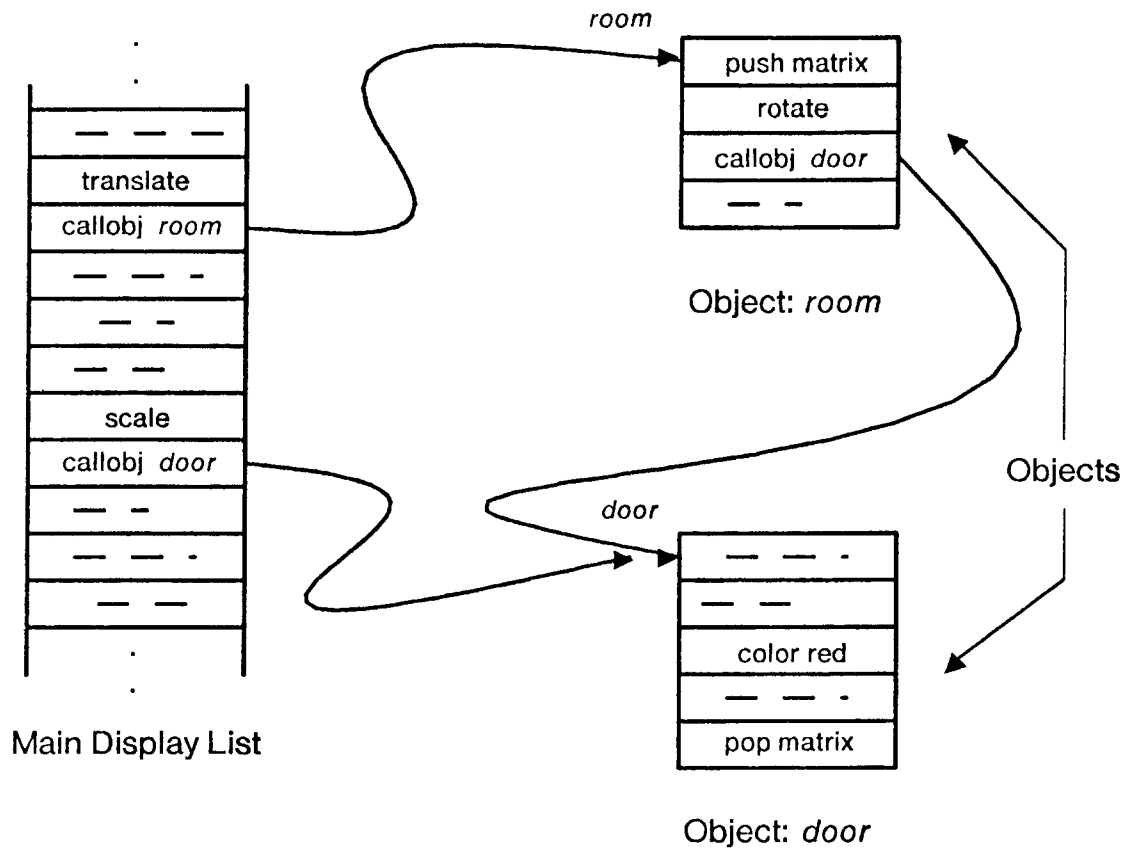 translate
callobj room
scale
callobj door
Main Display List
room
push matrix
rotate
callobj door
Object: room
Objects
door
color red
pop matrix
Object: door